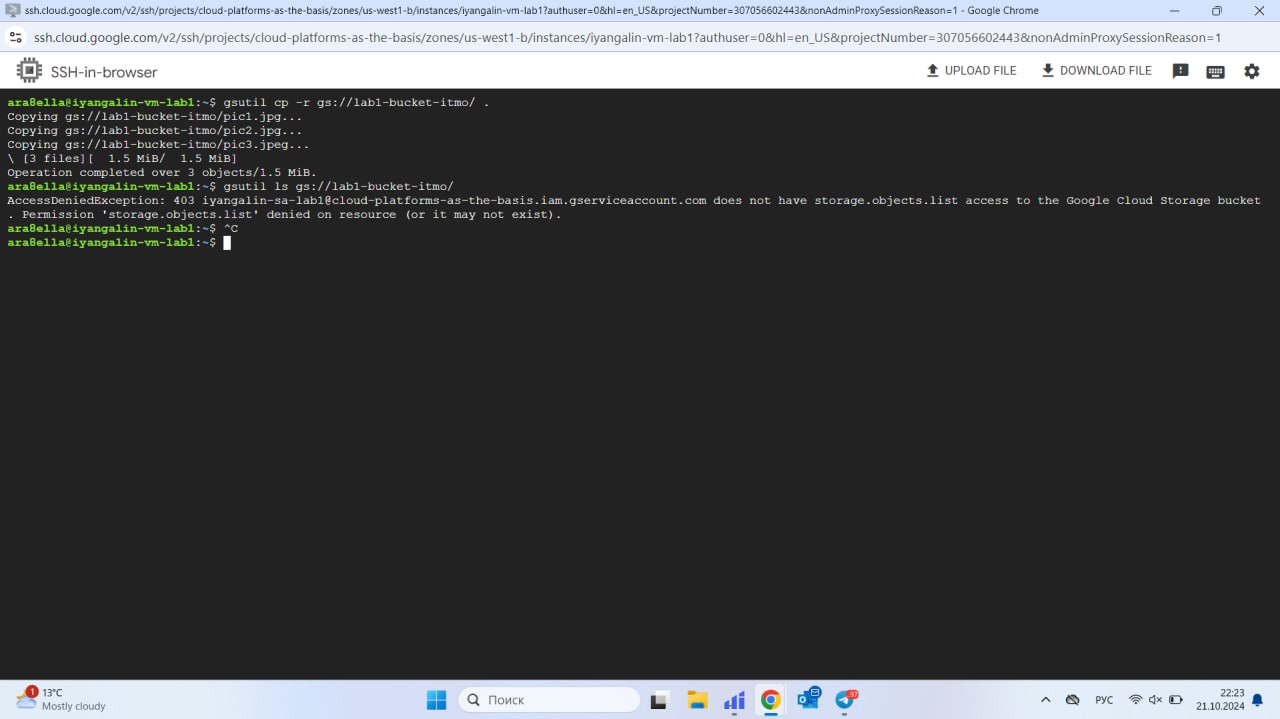 ssh.cloud.google.com/v2/ssh/projects/cloud-platforms-as-the-basis/zones/us-west1-b/instances/iyangalin-vm-lab1?authuser=0&hl=en_US&projectNumber=307056602443&nonAdminProxySessionReason=1 - Google Chrome
ssh.cloud.google.com/v2/ssh/projects/cloud-platforms-as-the-basis/zones/us-west1-b/instances/iyangalin-vm-lab1?authuser=0&hl=en_US&projectNumber=307056602443&nonAdminProxySessionReason=1
SSH-in-browser
UPLOAD FILE
DOWNLOAD FILE
ara8ella@iyangalin-vm-lab1:~$ gsutil cp -r gs://lab1-bucket-itmo/ .
Copying gs://lab1-bucket-itmo/pic1.jpg...
Copying gs://lab1-bucket-itmo/pic2.jpg...
Copying gs://lab1-bucket-itmo/pic3.jpeg...
\ [3 files][  1.5 MiB/  1.5 MiB]
Operation completed over 3 objects/1.5 MiB.
ara8ella@iyangalin-vm-lab1:~$ gsutil ls gs://lab1-bucket-itmo/
AccessDeniedException: 403 iyangalin-sa-lab1@cloud-platforms-as-the-basis.iam.gserviceaccount.com does not have storage.objects.list access to the Google Cloud Storage bucket
. Permission 'storage.objects.list' denied on resource (or it may not exist).
ara8ella@iyangalin-vm-lab1:~$ ^C
ara8ella@iyangalin-vm-lab1:~$
1
13°C
Mostly cloudy
Поиск
37
РУС
22:23
21.10.2024